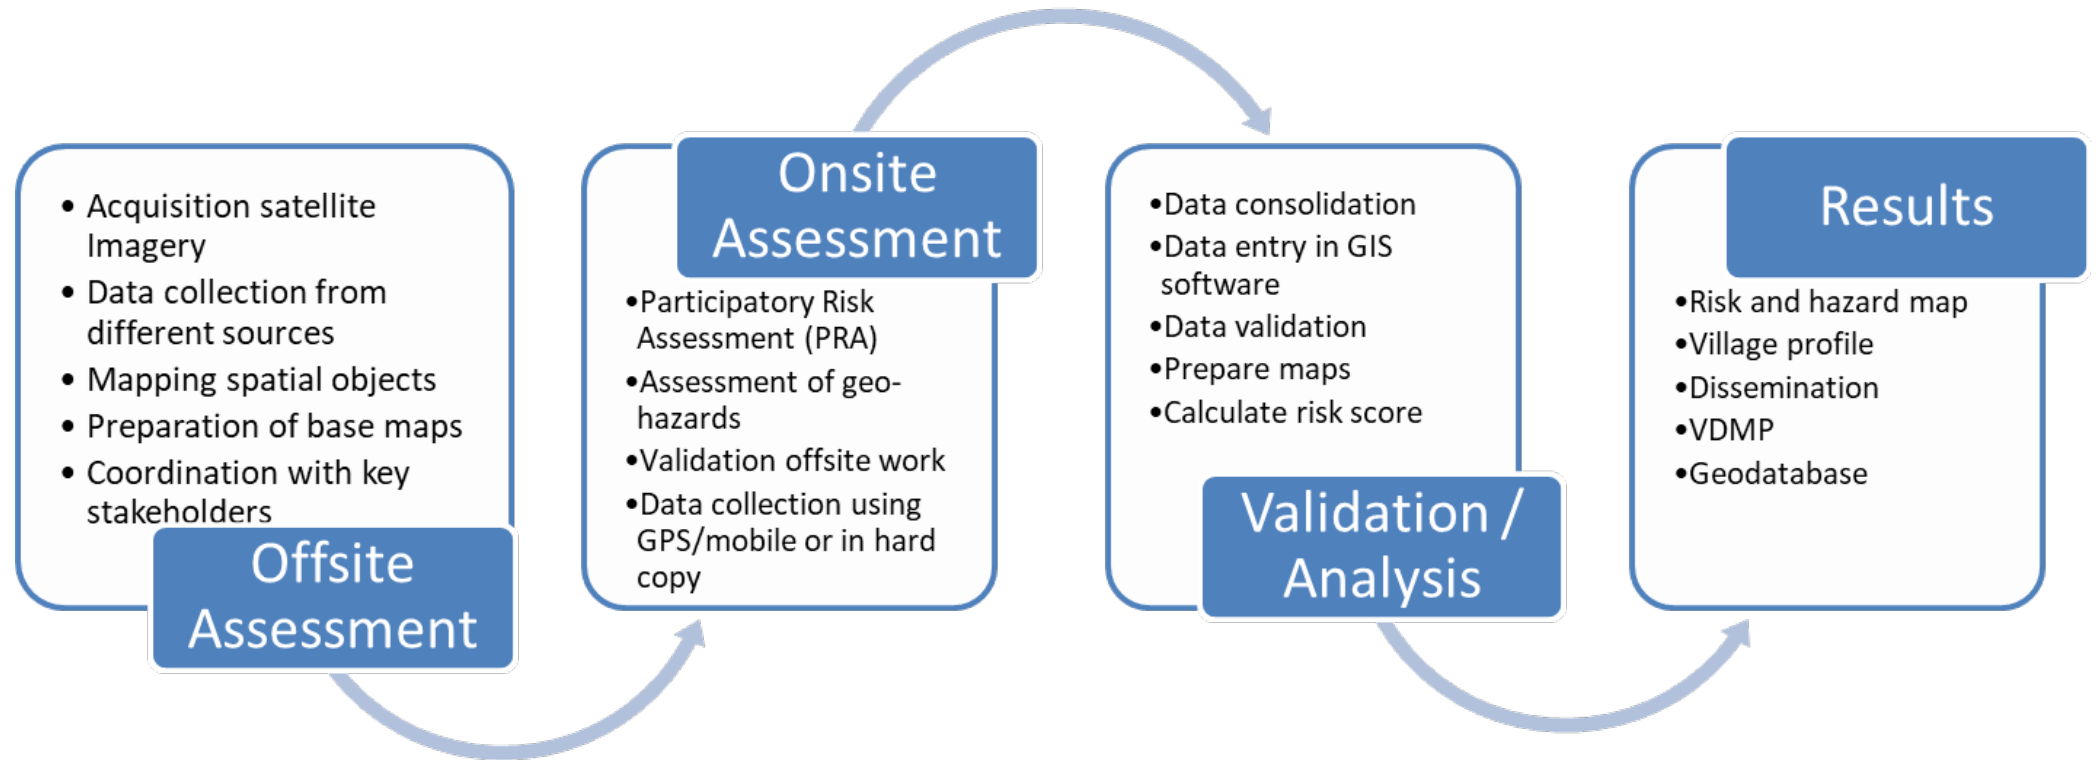 • Acquisition satellite
Imagery
• Data collection from
different sources
• Mapping spatial objects
• Preparation of base maps
• Coordination with key
stakeholders
Offsite
Assessment
Onsite
Assessment
•Participatory Risk
Assessment (PRA)
•Assessment of geo-
hazards
•Validation offsite work
•Data collection using
GPS/mobile or in hard
copy
•Data consolidation
•Data entry in GIS
software
•Data validation
•Prepare maps
•Calculate risk score
Validation /
Analysis
Results
•Risk and hazard map
•Village profile
•Dissemination
•VDMP
•Geodatabase